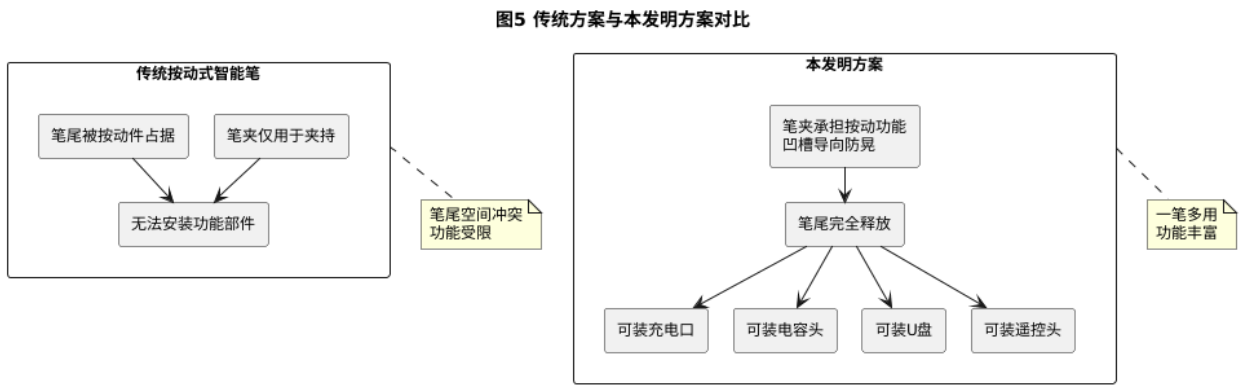 图5 传统方案与本发明方案对比
传统按动式智能笔
笔尾被按动件占据
笔夹仅用于夹持
无法安装功能部件
笔尾空间冲突
功能受限
本发明方案
笔夹承担按动功能
凹槽导向防晃
笔尾完全释放
可装充电口
可装电容头
可装U盘
可装遥控头
一笔多用
功能丰富